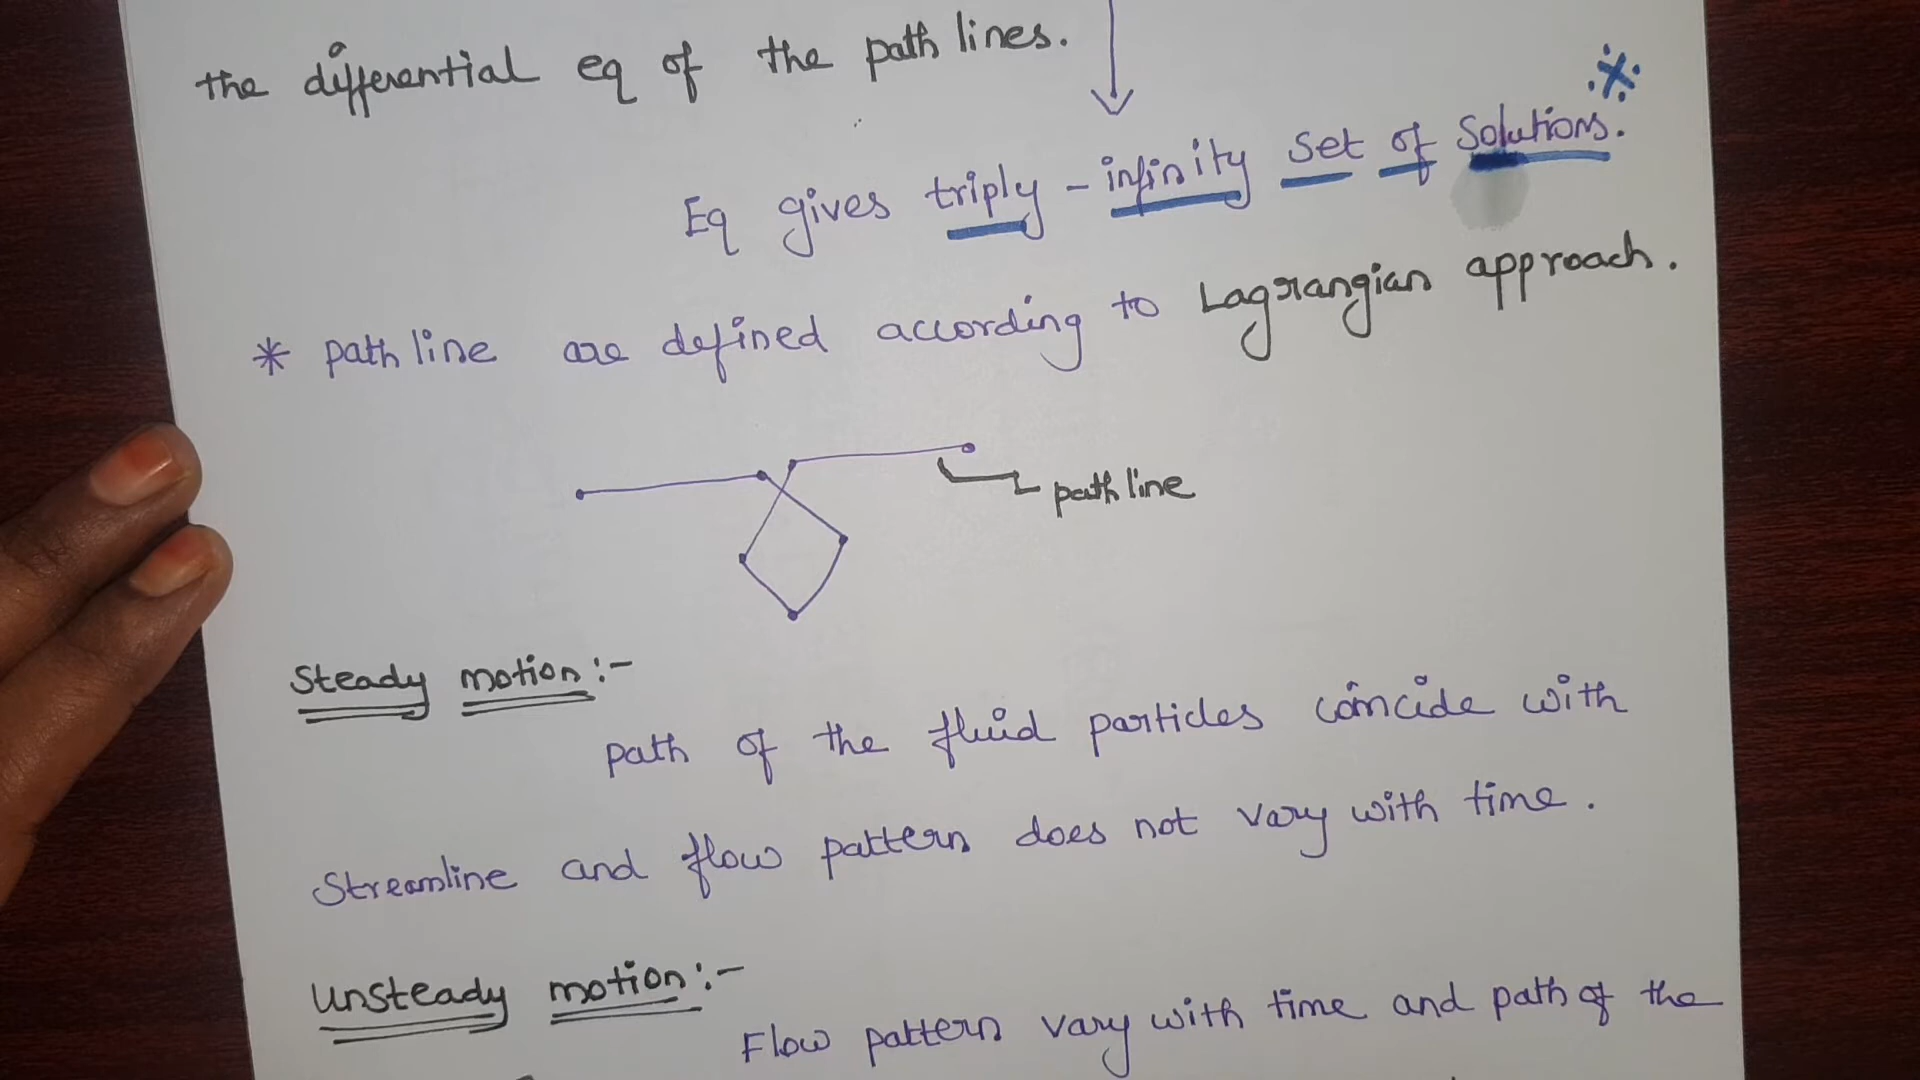 the differential eq of the path lines.
Eq gives triply - infinity set of solutions.
* path line are defined according to Lagrangian approach.
path line
Steady motion:-
path of the fluid particles coincide with
Streamline and flow pattern does not vary with time.
Unsteady motion:-
Flow pattern vary with time and path of the